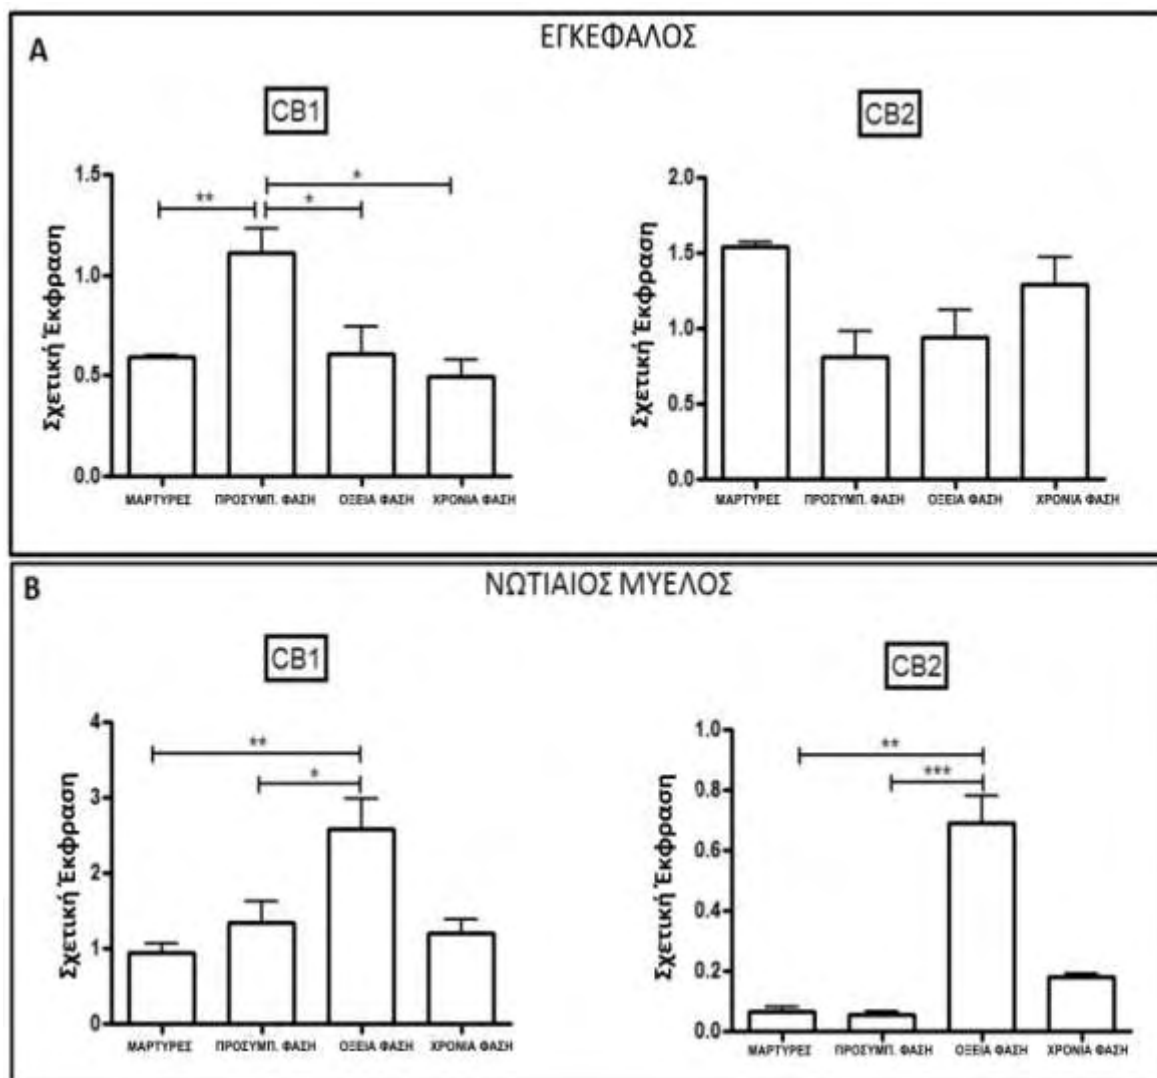 A
ΕΓΚΕΦΑΛΟΣ
CB1
Σχετική Έκφραση
1.5
1.0
0.5
0.0
**
*
*
ΜΑΡΤΥΡΕΣ ΠΡΟΣΥΜΠ. ΦΑΣΗ ΟΞΕΙΑ ΦΑΣΗ ΧΡΟΝΙΑ ΦΑΣΗ
CB2
Σχετική Έκφραση
2.0
1.5
1.0
0.5
0.0
ΜΑΡΤΥΡΕΣ ΠΡΟΣΥΜΠ. ΦΑΣΗ ΟΞΕΙΑ ΦΑΣΗ ΧΡΟΝΙΑ ΦΑΣΗ
B
ΝΩΤΙΑΙΟΣ ΜΥΕΛΟΣ
CB1
Σχετική Έκφραση
4
3
2
1
0
**
*
ΜΑΡΤΥΡΕΣ ΠΡΟΣΥΜΠ. ΦΑΣΗ ΟΞΕΙΑ ΦΑΣΗ ΧΡΟΝΙΑ ΦΑΣΗ
CB2
Σχετική Έκφραση
1.0
0.8
0.6
0.4
0.2
0.0
**
***
ΜΑΡΤΥΡΕΣ ΠΡΟΣΥΜΠ. ΦΑΣΗ ΟΞΕΙΑ ΦΑΣΗ ΧΡΟΝΙΑ ΦΑΣΗ